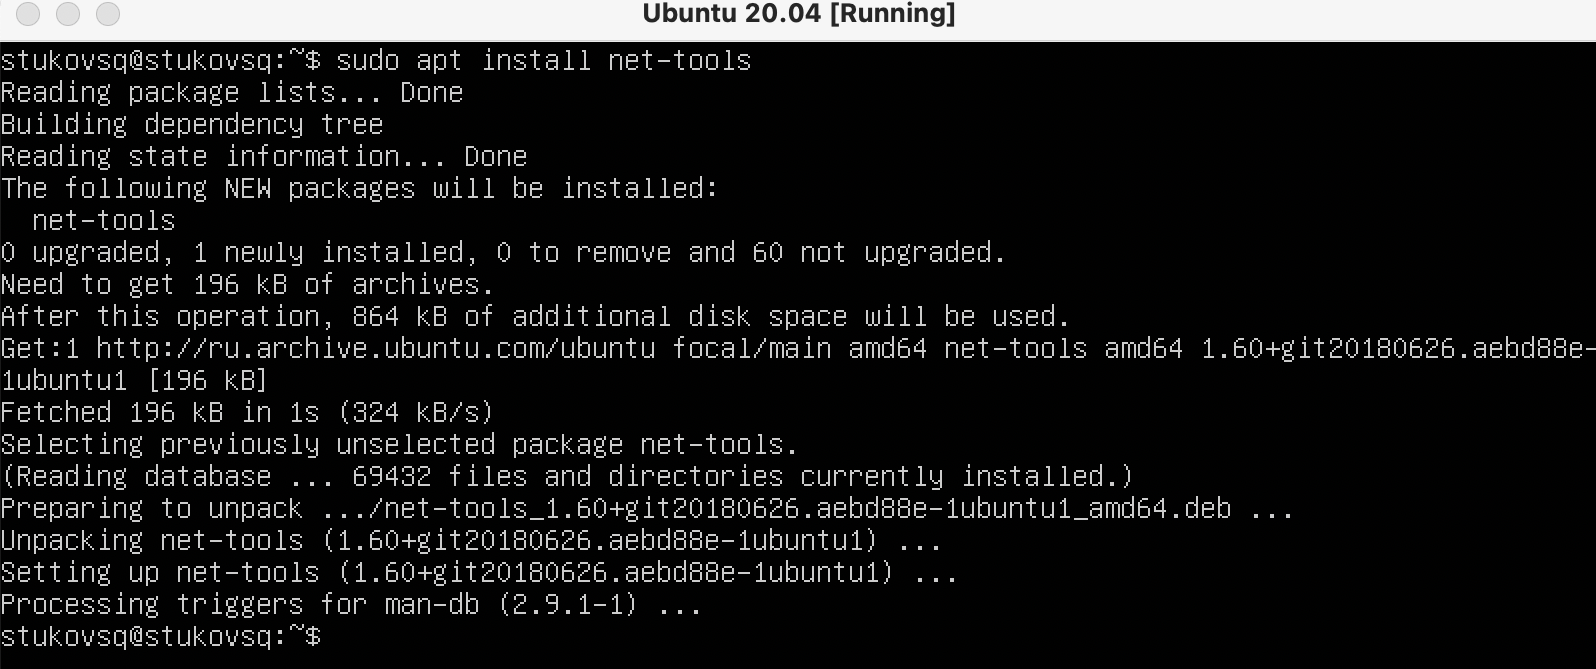 Ubuntu 20.04 [Running]
stukovsq@stukovsq:~$ sudo apt install net-tools
Reading package lists... Done
Building dependency tree
Reading state information... Done
The following NEW packages will be installed:
  net-tools
0 upgraded, 1 newly installed, 0 to remove and 60 not upgraded.
Need to get 196 kB of archives.
After this operation, 864 kB of additional disk space will be used.
Get:1 http://ru.archive.ubuntu.com/ubuntu focal/main amd64 net-tools amd64 1.60+git20180626.aebd88e-
1ubuntu1 [196 kB]
Fetched 196 kB in 1s (324 kB/s)
Selecting previously unselected package net-tools.
(Reading database ... 69432 files and directories currently installed.)
Preparing to unpack .../net-tools_1.60+git20180626.aebd88e-1ubuntu1_amd64.deb ...
Unpacking net-tools (1.60+git20180626.aebd88e-1ubuntu1) ...
Setting up net-tools (1.60+git20180626.aebd88e-1ubuntu1) ...
Processing triggers for man-db (2.9.1-1) ...
stukovsq@stukovsq:~$